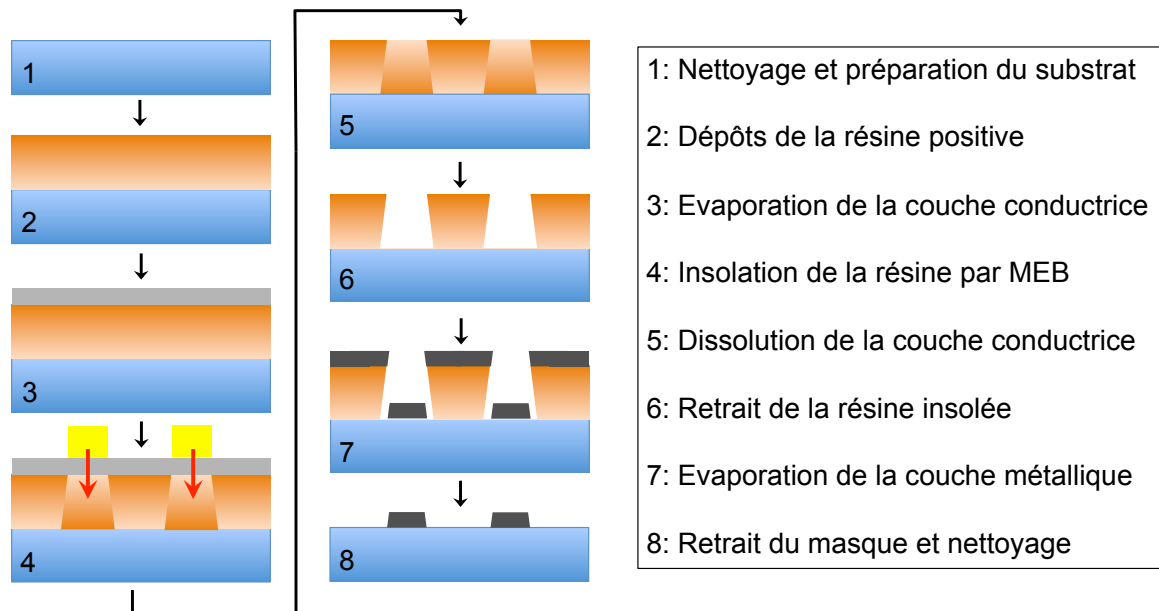 1
2
3
4
5
6
7
8
1: Nettoyage et préparation du substrat
2: Dépôts de la résine positive
3: Evaporation de la couche conductrice
4: Insolation de la résine par MEB
5: Dissolution de la couche conductrice
6: Retrait de la résine insolée
7: Evaporation de la couche métallique
8: Retrait du masque et nettoyage